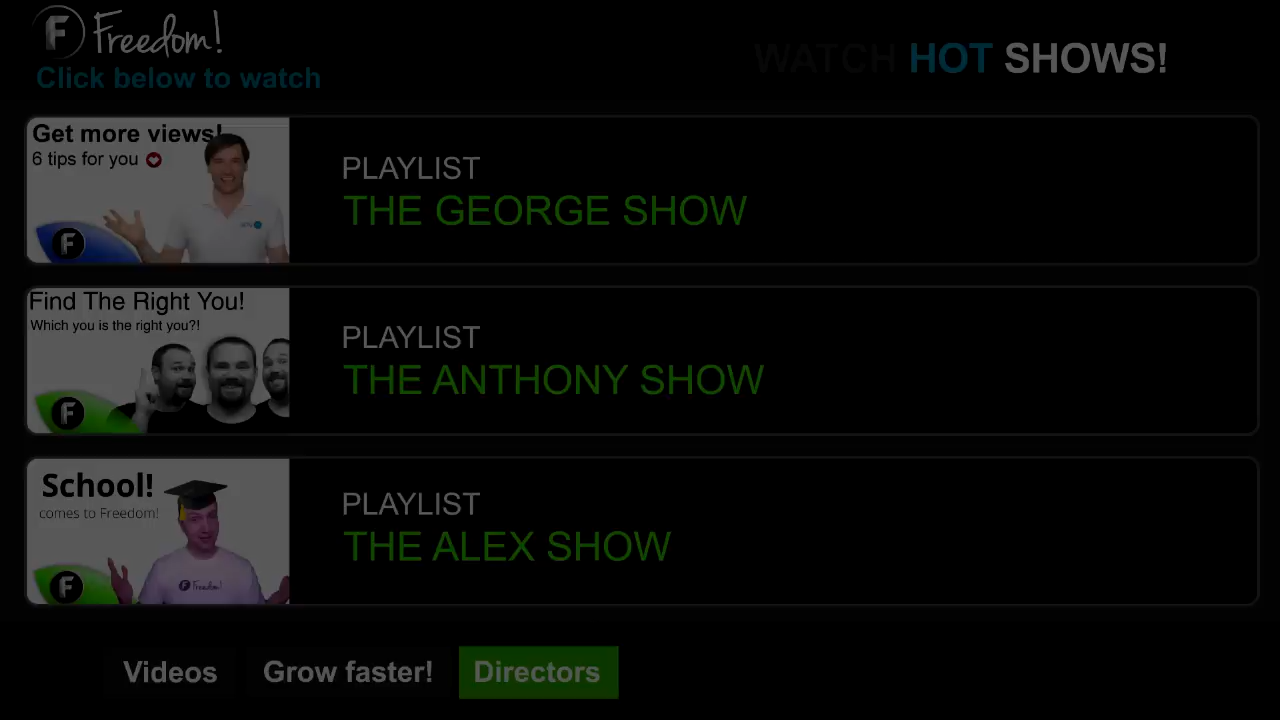 F Freedom!
Click below to watch
WATCH HOT SHOWS!
Get more views!
6 tips for you
F
PLAYLIST
THE GEORGE SHOW
Find The Right You!
Which you is the right you?!
F
PLAYLIST
THE ANTHONY SHOW
School!
comes to Freedom!
F Freedom!
F
PLAYLIST
THE ALEX SHOW
Videos
Grow faster!
Directors